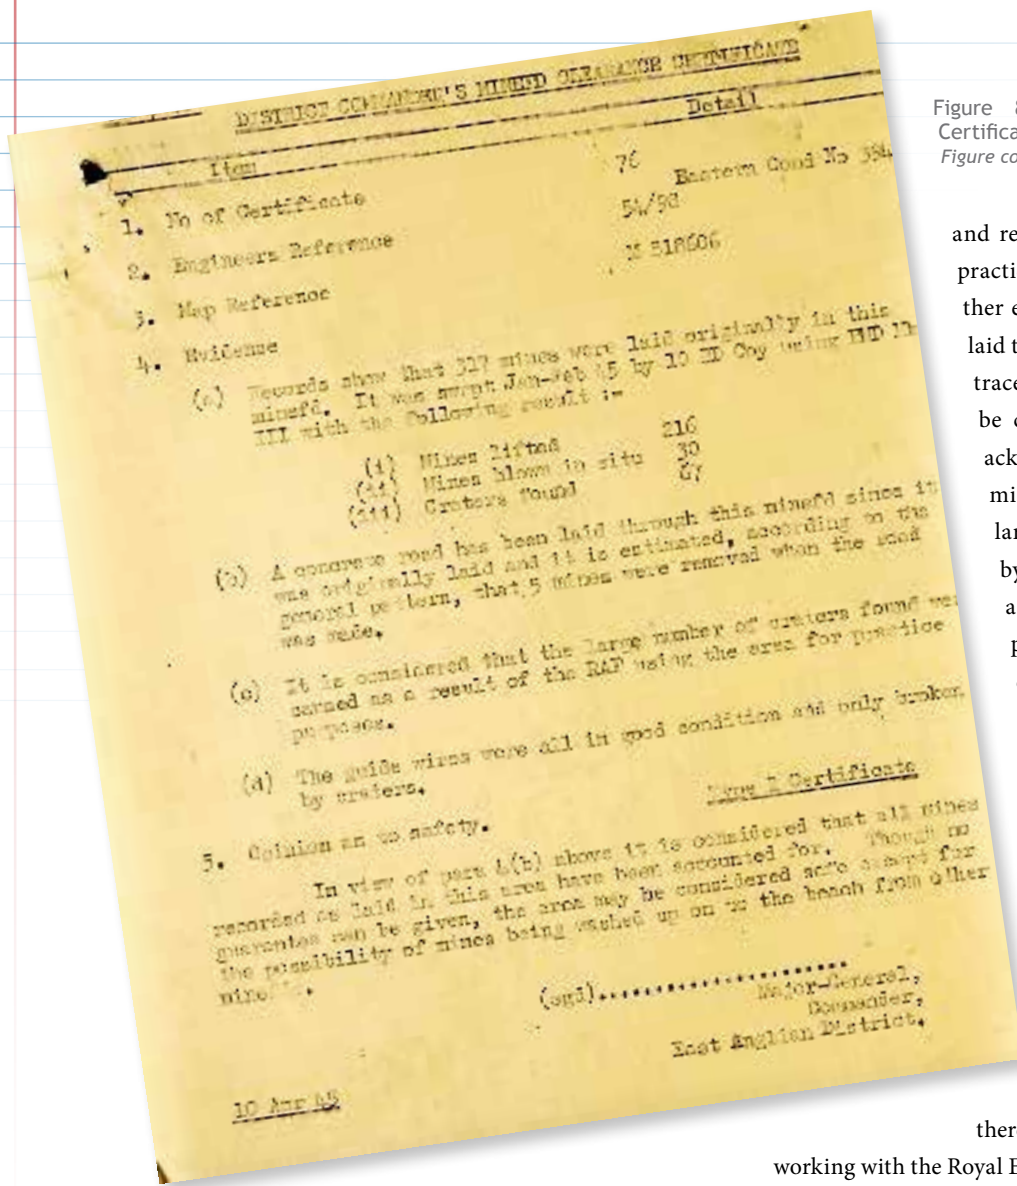 DISTRICT COMMANDER'S MINEFD CLEARANCE CERTIFICATE
Item Detail
1. No of Certificate 76 Eastern Comd No
2. Engineers Reference 54/98
3. Map Reference M 518606
4. Evidence
(a) Records show that 317 mines were laid originally in this
minefd. It was swept Jan-Feb 45 by 10 BD Coy using
III with the following result :-
(i) Mines lifted 216
(ii) Mines blown in situ 30
(iii) Craters found 67
(b) A concrete road has been laid through this minefd since it
was originally laid and it is estimated, according to the
general pattern, that 5 mines were removed when the road
was made.
(c) It is considered that the large number of craters found
caused as a result of the RAF using the area for practice
purposes.
(d) The guide wires were all in good condition and only broken
by craters.
5. Opinion as to safety. Type I Certificate
In view of para 4(b) above it is considered that all mines
recorded as laid in this area have been accounted for. Though no
guarantee can be given, the area may be considered safe except for
the possibility of mines being washed up on to the beach from other
(sgd)........................
Major-General,
Commander,
East Anglian District.
10 Apr 45
Figure 8
Certifica
Figure co
and re
practi
ther e
laid t
trace
be c
ack
mi
lar
by
a
p
ther
working with the Royal E